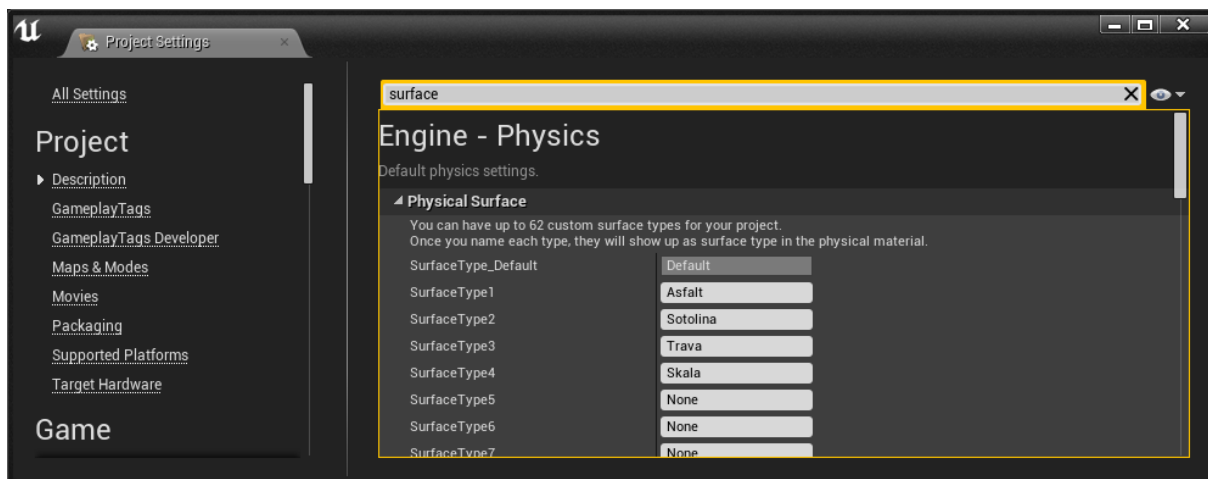 Project Settings
All Settings
Project
Description
GameplayTags
GameplayTags Developer
Maps & Modes
Movies
Packaging
Supported Platforms
Target Hardware
Game
surface
Engine - Physics
Default physics settings.
Physical Surface
You can have up to 62 custom surface types for your project.
Once you name each type, they will show up as surface type in the physical material.
SurfaceType_Default Default
SurfaceType1 Asfalt
SurfaceType2 Sotolina
SurfaceType3 Trava
SurfaceType4 Skala
SurfaceType5 None
SurfaceType6 None
SurfaceType7 None